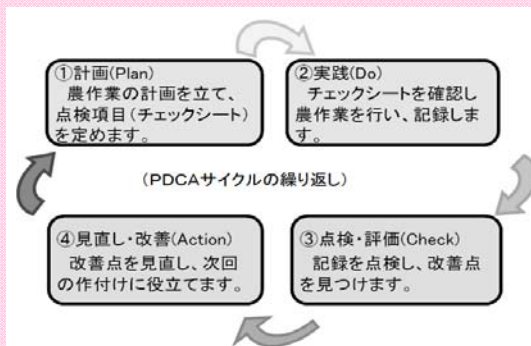 ①計画(Plan)
農作業の計画を立て、
点検項目(チェックシート)
を定めます。
②実践(Do)
チェックシートを確認し
農作業を行い、記録しま
す。
(PDCAサイクルの繰り返し)
④見直し・改善(Action)
改善点を見直し、次回
の作付けに役立てます。
③点検・評価(Check)
記録を点検し、改善点
を見つけます。